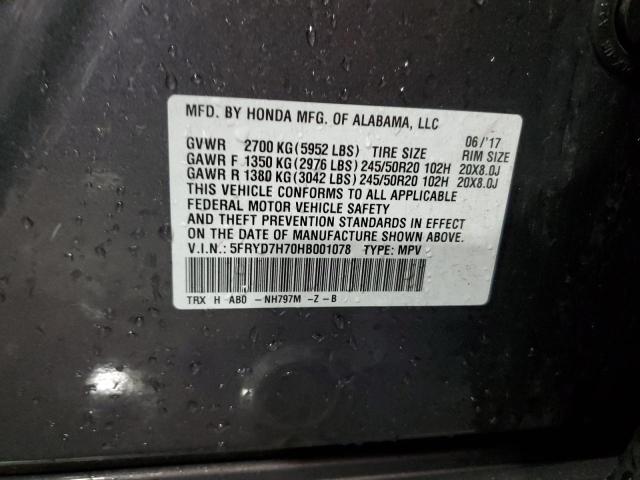 MFD. BY HONDA MFG. OF ALABAMA, LLC
06/'17
GVWR 2700 KG(5952 LBS) TIRE SIZE RIM SIZE
GAWR F 1350 KG(2976 LBS) 245/50R20 102H 20X8.0J
GAWR R 1380 KG(3042 LBS) 245/50R20 102H 20X8.0J
THIS VEHICLE CONFORMS TO ALL APPLICABLE
FEDERAL MOTOR VEHICLE SAFETY
AND THEFT PREVENTION STANDARDS IN EFFECT
ON THE DATE OF MANUFACTURE SHOWN ABOVE.
V.I.N.: 5FRYD7H70HB001078 TYPE: MPV
TRX H AB0 -NH797M -Z -B